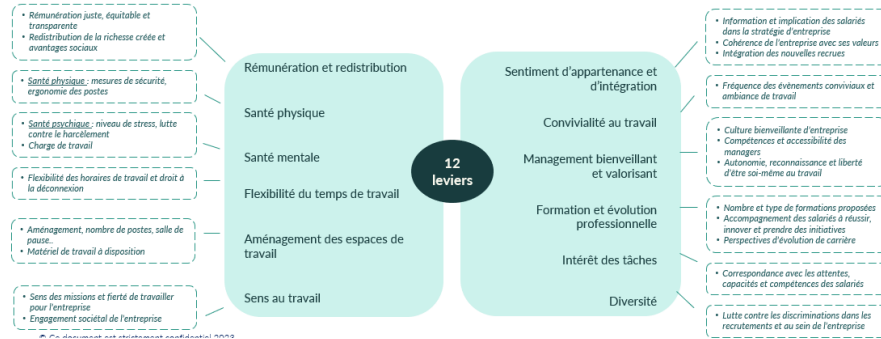 • Rémunération juste, équitable et
transparente
• Redistribution de la richesse créée et
avantages sociaux
• Santé physique : mesures de sécurité,
ergonomie des postes
• Santé psychique : niveau de stress, lutte
contre le harcèlement
• Charge de travail
• Flexibilité des horaires de travail et droit à
la déconnexion
• Aménagement, nombre de postes, salle de
pause..
• Matériel de travail à disposition
• Sens des missions et fierté de travailler
pour l'entreprise
• Engagement sociétal de l'entreprise
Rémunération et redistribution
Santé physique
Santé mentale
Flexibilité du temps de travail
Aménagement des espaces de
travail
Sens au travail
12
leviers
Sentiment d'appartenance et
d'intégration
Convivialité au travail
Management bienveillant
et valorisant
Formation et évolution
professionnelle
Intérêt des tâches
Diversité
• Information et implication des salariés
dans la stratégie d'entreprise
• Cohérence de l'entreprise avec ses valeurs
• Intégration des nouvelles recrues
• Fréquence des évènements conviviaux et
ambiance de travail
• Culture bienveillante d'entreprise
• Compétences et accessibilité des
managers
• Autonomie, reconnaissance et liberté
d'être soi-même au travail
• Nombre et type de formations proposées
• Accompagnement des salariés à réussir,
innover et prendre des initiatives
• Perspectives d'évolution de carrière
• Correspondance avec les attentes,
capacités et compétences des salariés
• Lutte contre les discriminations dans les
recrutements et au sein de l'entreprise
© Ce document est strictement confidentiel 2023